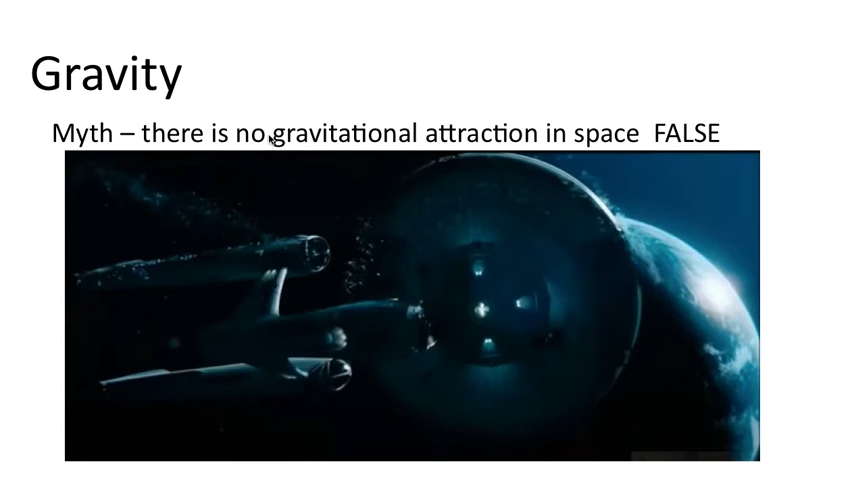 Gravity
Myth – there is no gravitational attraction in space  FALSE